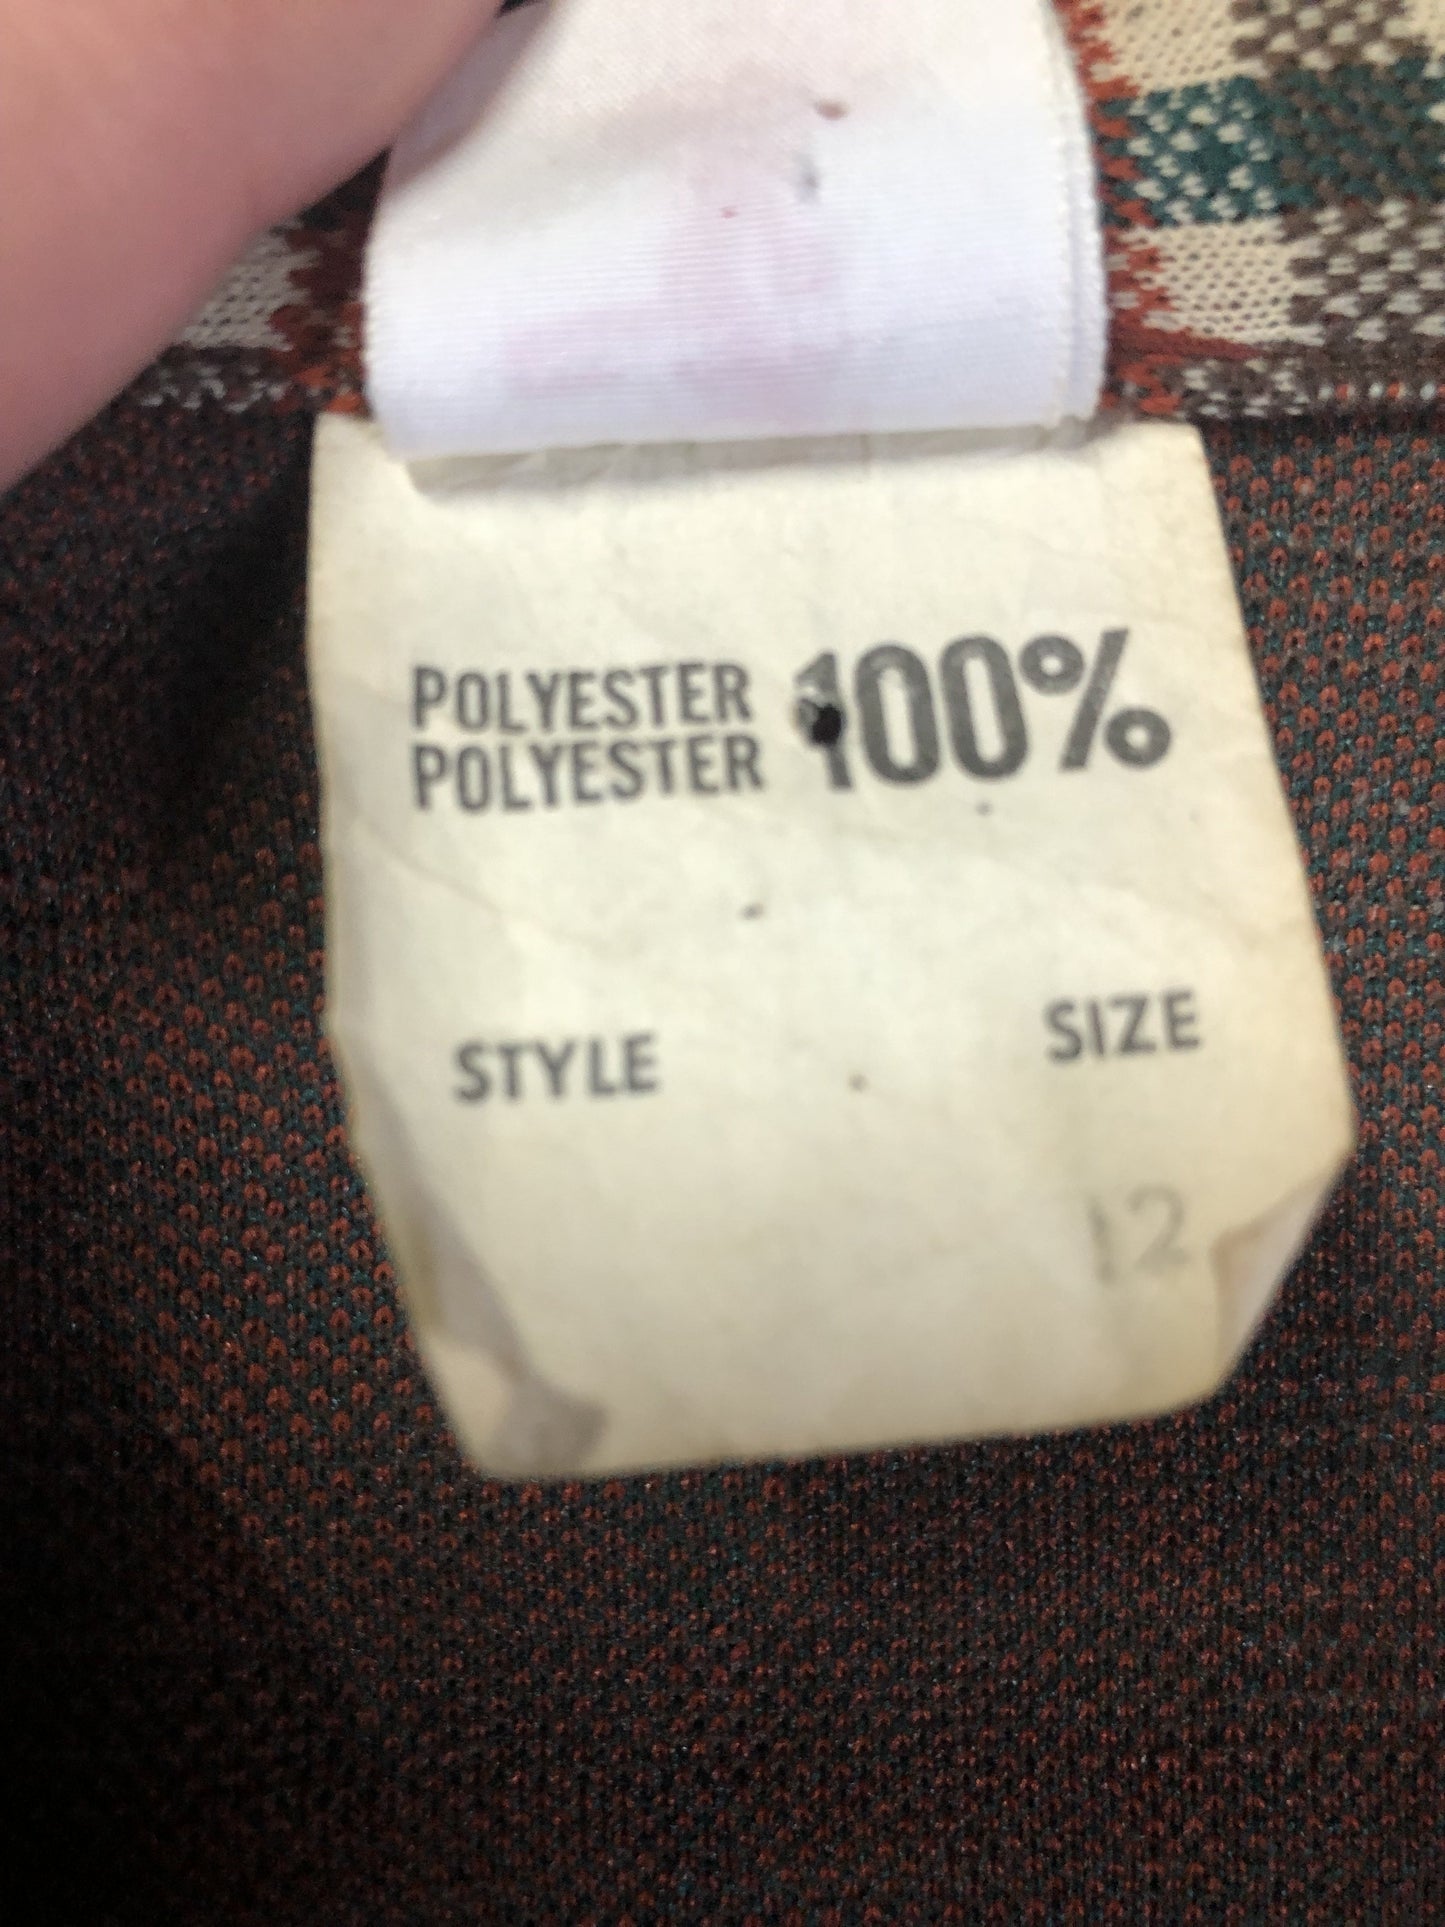 POLYESTER 100%
POLYESTER
STYLE SIZE
12